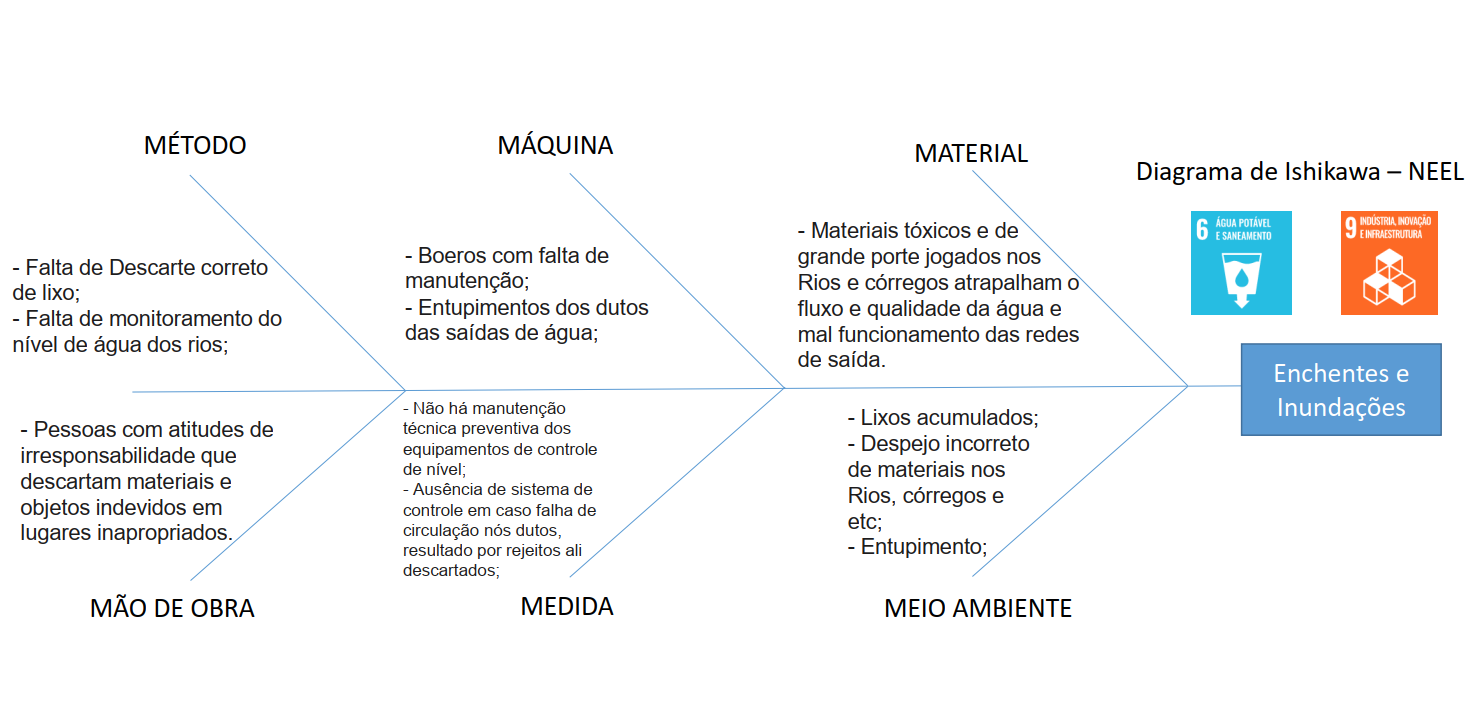 MÉTODO
MÁQUINA
MATERIAL
Diagrama de Ishikawa – NEEL
6 ÁGUA POTÁVEL
E SANEAMENTO
9 INDÚSTRIA, INOVAÇÃO
E INFRAESTRUTURA
- Falta de Descarte correto
de lixo;
- Falta de monitoramento do
nível de água dos rios;
- Boeros com falta de
manutenção;
- Entupimentos dos dutos
das saídas de água;
- Materiais tóxicos e de
grande porte jogados nos
Rios e córregos atrapalham o
fluxo e qualidade da água e
mal funcionamento das redes
de saída.
Enchentes e
Inundações
- Pessoas com atitudes de
irresponsabilidade que
descartam materiais e
objetos indevidos em
lugares inapropriados.
- Não há manutenção
técnica preventiva dos
equipamentos de controle
de nível;
- Ausência de sistema de
controle em caso falha de
circulação nós dutos,
resultado por rejeitos ali
descartados;
- Lixos acumulados;
- Despejo incorreto
de materiais nos
Rios, córregos e
etc;
- Entupimento;
MÃO DE OBRA
MEDIDA
MEIO AMBIENTE